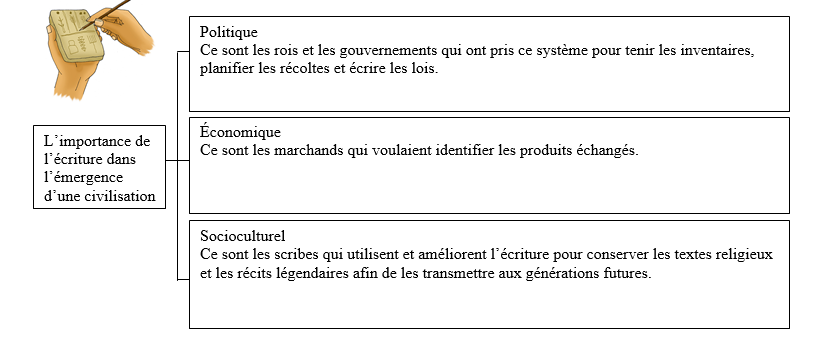 Politique
Ce sont les rois et les gouvernements qui ont pris ce système pour tenir les inventaires,
planifier les récoltes et écrire les lois.
L’importance de
l’écriture dans
l’émergence
d’une civilisation
Économique
Ce sont les marchands qui voulaient identifier les produits échangés.
Socioculturel
Ce sont les scribes qui utilisent et améliorent l’écriture pour conserver les textes religieux
et les récits légendaires afin de les transmettre aux générations futures.